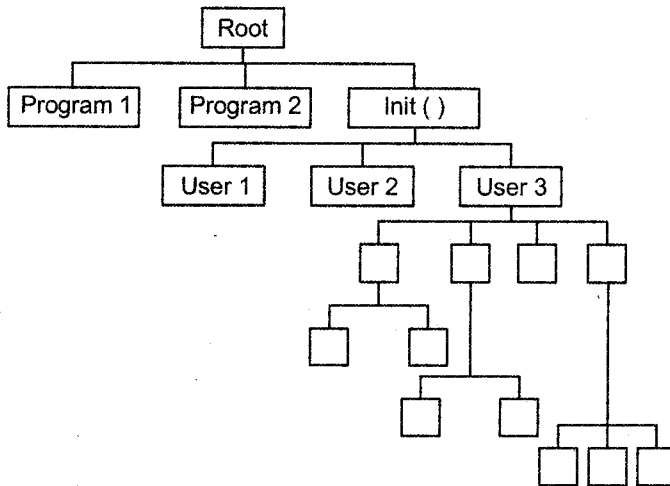 Root
Program 1
Program 2
Init ( )
User 1
User 2
User 3